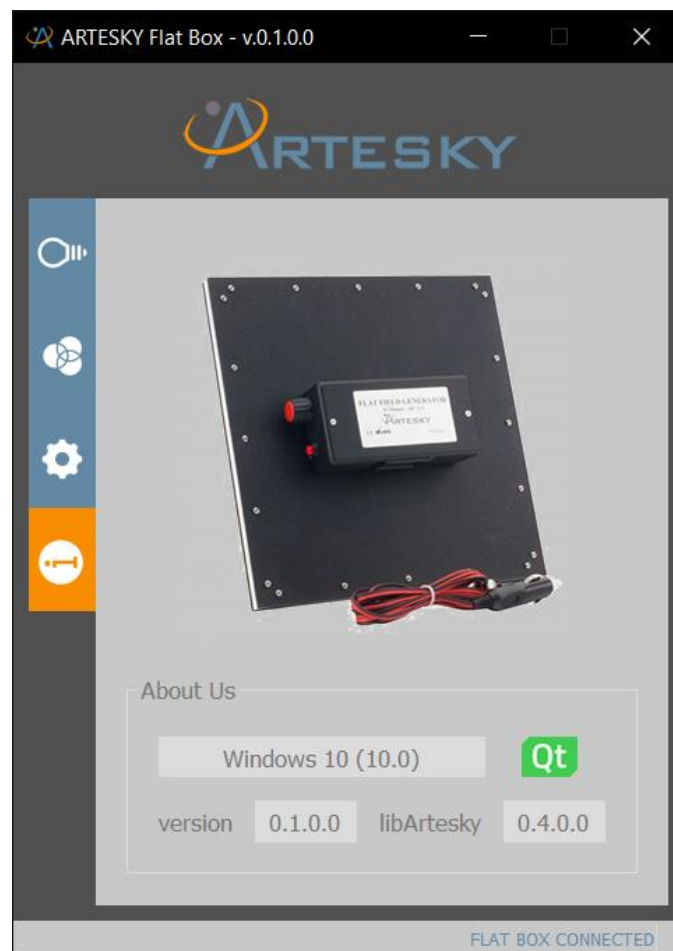 ARTESKY Flat Box - v.0.1.0.0
ARTESKY
FLAT FIELD GENERATOR
ARTESKY
About Us
Windows 10 (10.0)
Qt
version 0.1.0.0 libArtesky 0.4.0.0
FLAT BOX CONNECTED